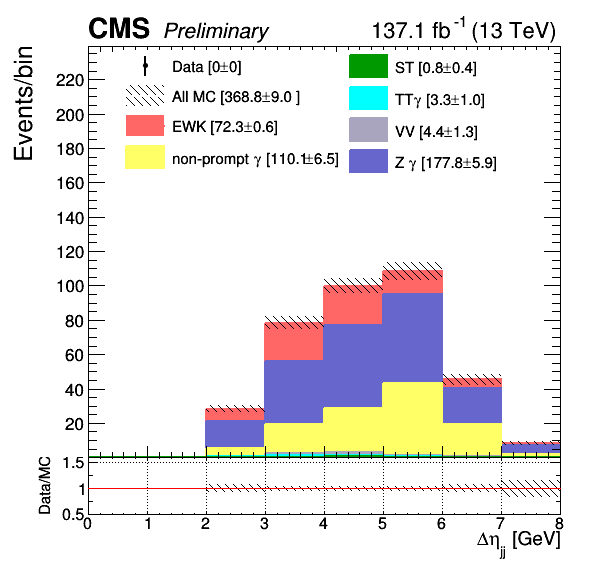 CMS Preliminary 137.1 fb⁻¹ (13 TeV)
Events/bin
Data [0±0]
All MC [368.8±9.0 ]
EWK [72.3±0.6]
non-prompt γ [110.1±6.5]
ST [0.8±0.4]
TTγ [3.3±1.0]
VV [4.4±1.3]
Z γ [177.8±5.9]
220
200
180
160
140
120
100
80
60
40
20
Data/MC
1.5
1
0.5
0 1 2 3 4 5 6 7 8
Δη_jj [GeV]